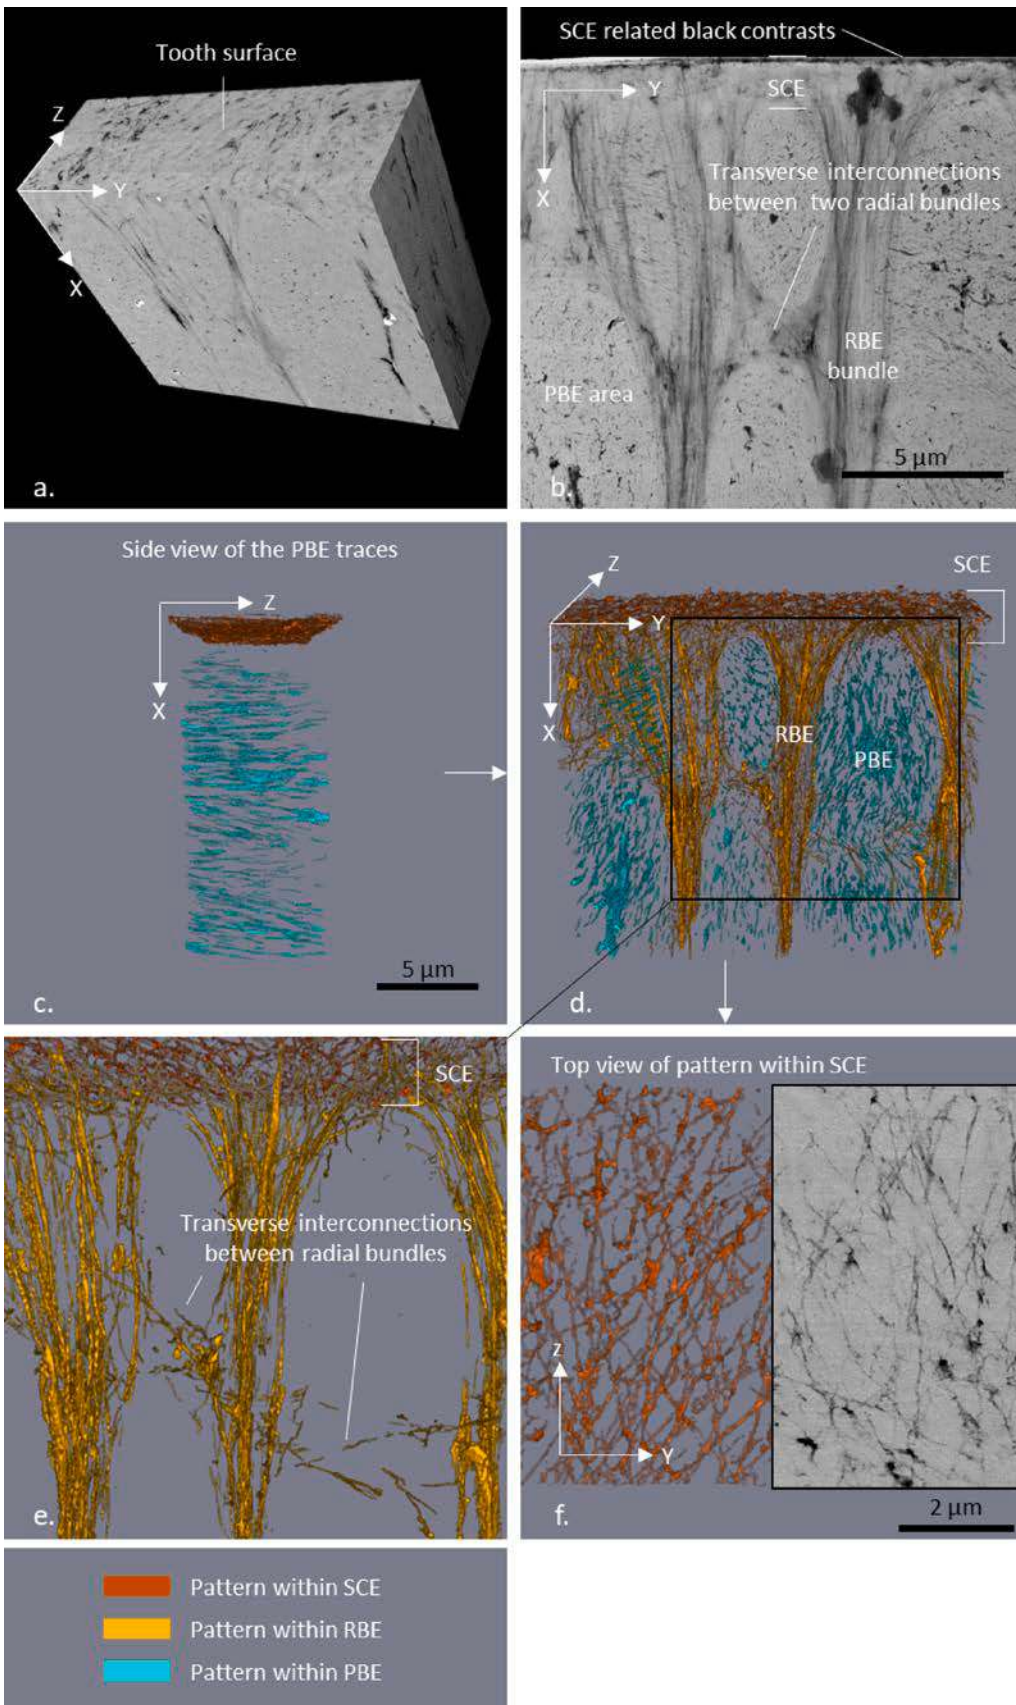 Tooth surface
Z
Y
X
a.
SCE related black contrasts
Y
SCE
X
Transverse interconnections
between two radial bundles
RBE
bundle
PBE area
5 µm
b.
Side view of the PBE traces
Z
X
5 µm
c.
Z
SCE
Y
X
RBE
PBE
d.
SCE
Transverse interconnections
between radial bundles
e.
Top view of pattern within SCE
z
Y
f.
2 µm
Pattern within SCE
Pattern within RBE
Pattern within PBE